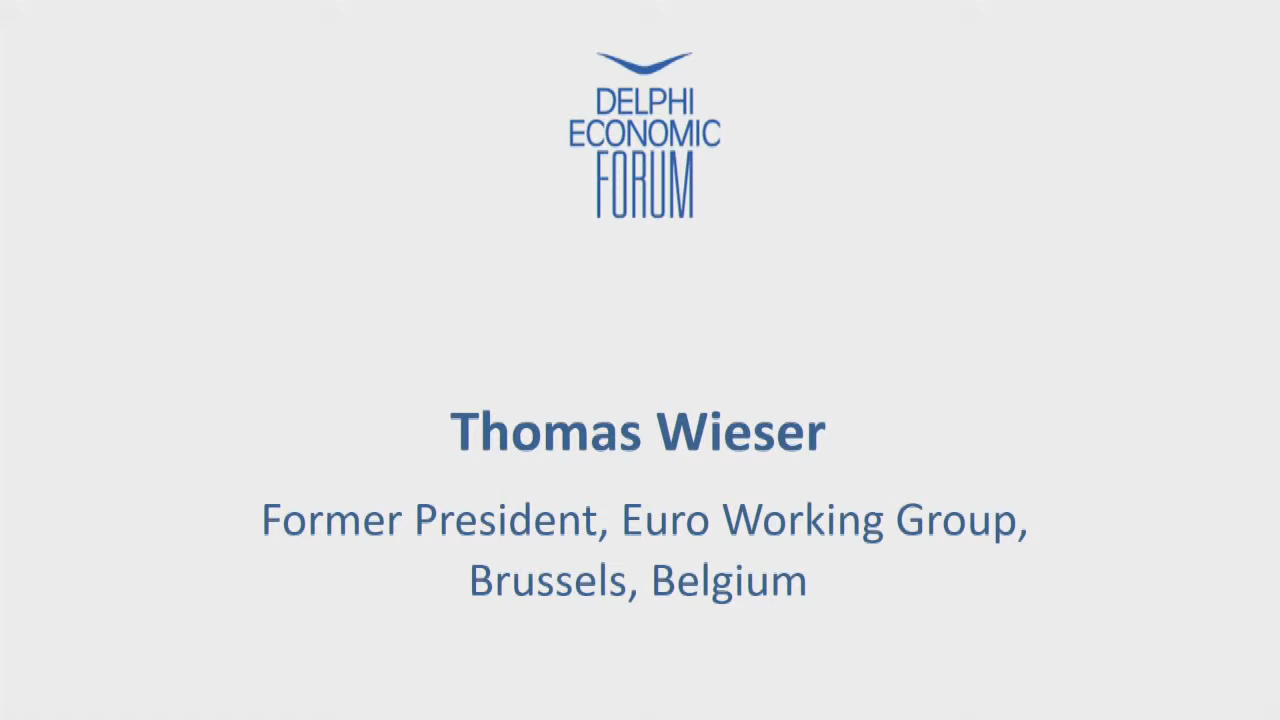 DELPHI
ECONOMIC
FORUM
Thomas Wieser
Former President, Euro Working Group,
Brussels, Belgium